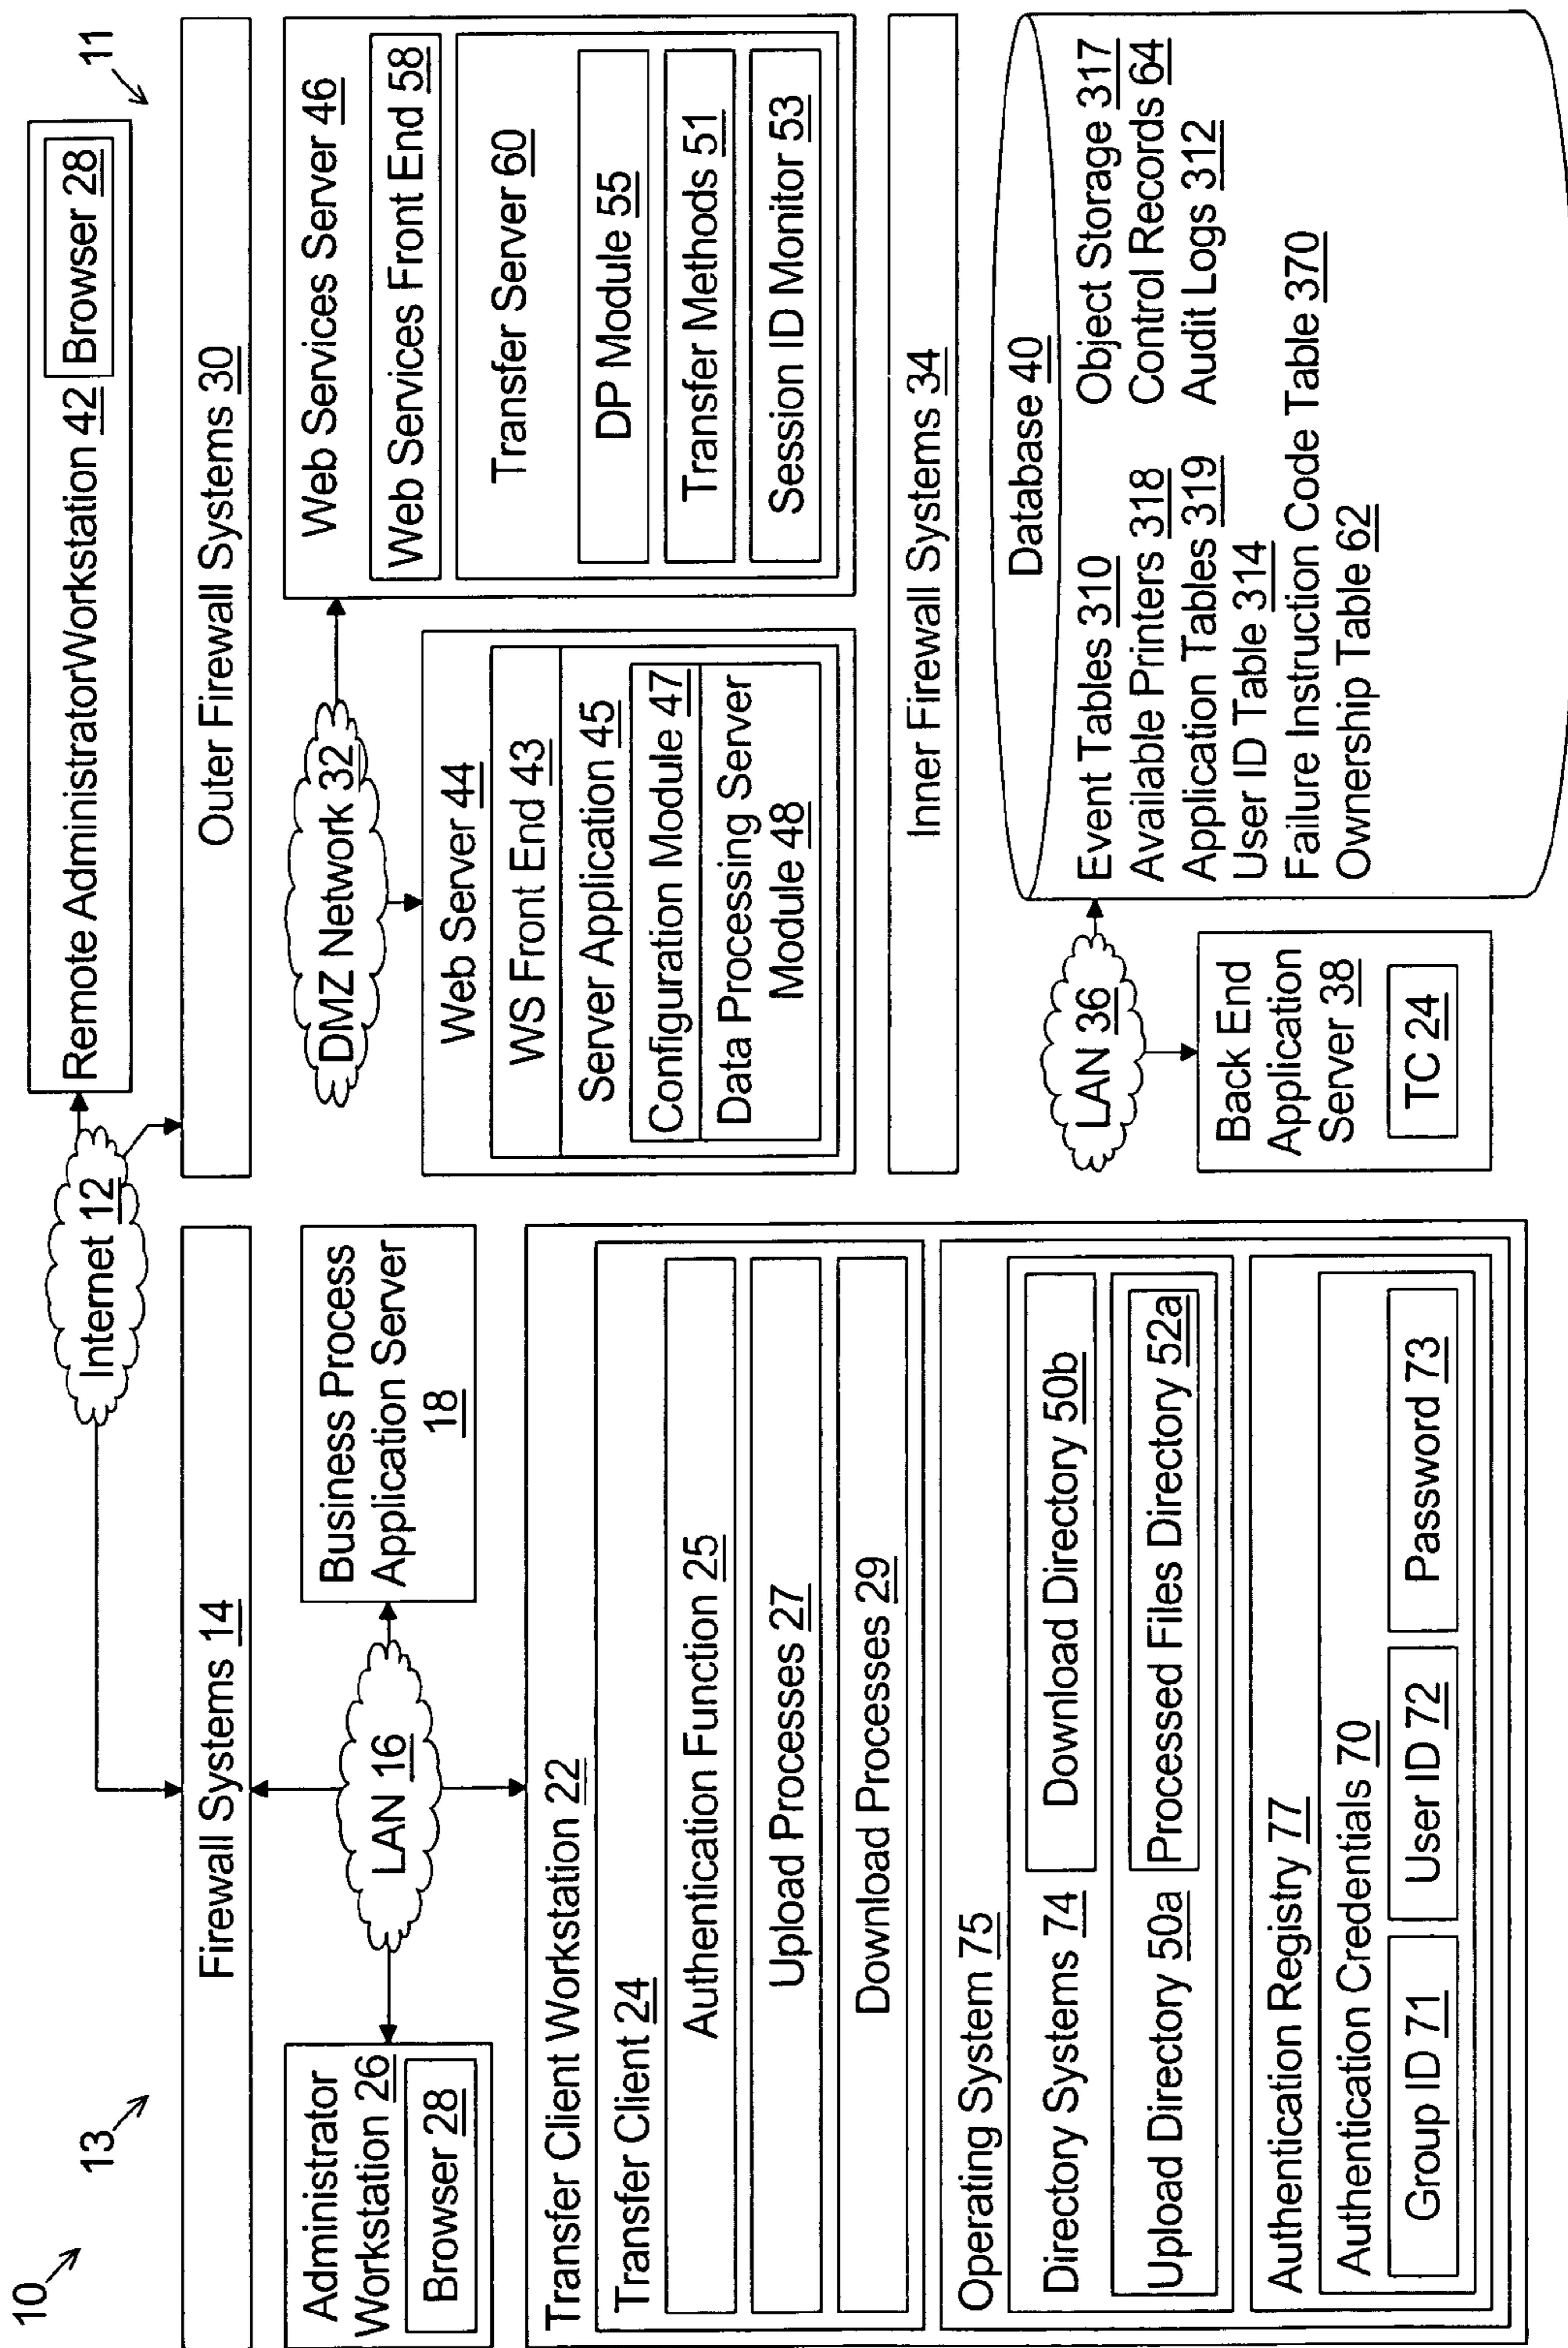 10
13
11
Internet 12
Remote AdministratorWorkstation 42
Browser 28
Firewall Systems 14
Outer Firewall Systems 30
Administrator
Workstation 26
Browser 28
LAN 16
Business Process
Application Server
18
Transfer Client Workstation 22
Transfer Client 24
Authentication Function 25
Upload Processes 27
Download Processes 29
Operating System 75
Directory Systems 74
Download Directory 50b
Upload Directory 50a
Processed Files Directory 52a
Authentication Registry 77
Authentication Credentials 70
Group ID 71
User ID 72
Password 73
DMZ Network 32
Web Server 44
WS Front End 43
Server Application 45
Configuration Module 47
Data Processing Server
Module 48
Web Services Server 46
Web Services Front End 58
Transfer Server 60
DP Module 55
Transfer Methods 51
Session ID Monitor 53
Inner Firewall Systems 34
LAN 36
Back End
Application
Server 38
TC 24
Database 40
Event Tables 310
Object Storage 317
Available Printers 318
Control Records 64
Application Tables 319
Audit Logs 312
User ID Table 314
Failure Instruction Code Table 370
Ownership Table 62